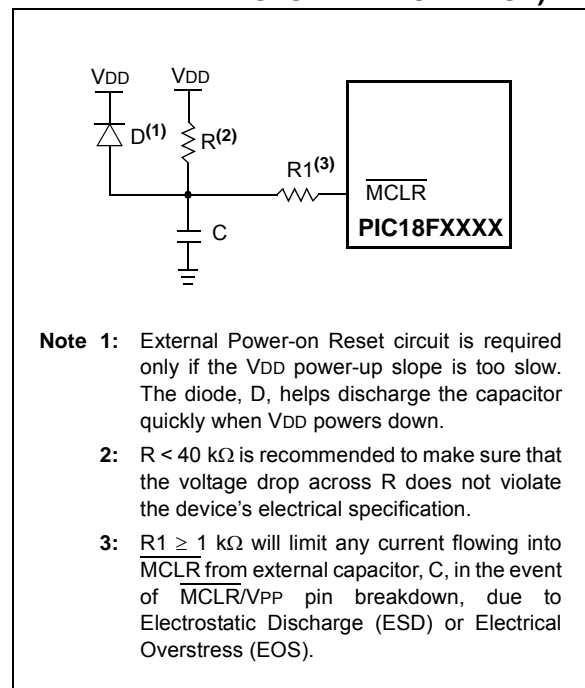 VDD VDD
D(1)
R(2)
R1(3)
MCLR
PIC18FXXXX
C
Note 1: External Power-on Reset circuit is required
only if the VDD power-up slope is too slow.
The diode, D, helps discharge the capacitor
quickly when VDD powers down.
2: R < 40 kΩ is recommended to make sure that
the voltage drop across R does not violate
the device's electrical specification.
3: R1 ≥ 1 kΩ will limit any current flowing into
MCLR from external capacitor, C, in the event
of MCLR/VPP pin breakdown, due to
Electrostatic Discharge (ESD) or Electrical
Overstress (EOS).